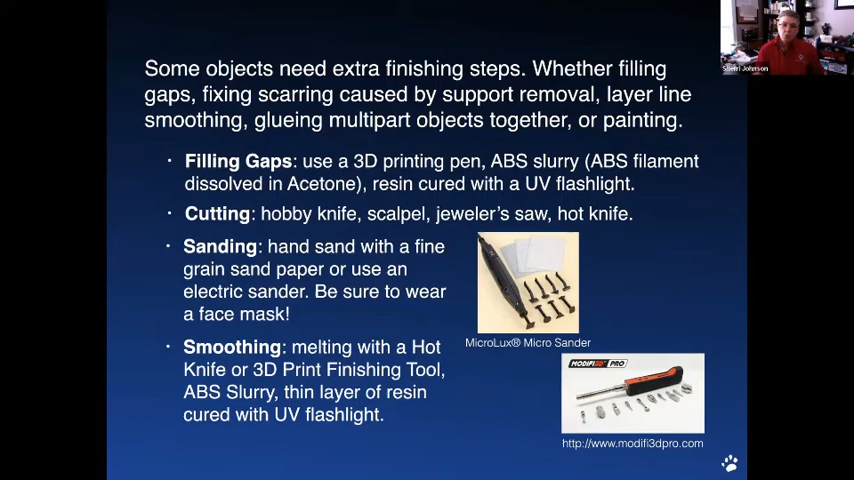 Some objects need extra finishing steps. Whether filling
gaps, fixing scarring caused by support removal, layer line
smoothing, glueing multipart objects together, or painting.
· Filling Gaps: use a 3D printing pen, ABS slurry (ABS filament
dissolved in Acetone), resin cured with a UV flashlight.
· Cutting: hobby knife, scalpel, jeweler's saw, hot knife.
· Sanding: hand sand with a fine
grain sand paper or use an
electric sander. Be sure to wear
a face mask!
MicroLux® Micro Sander
· Smoothing: melting with a Hot
Knife or 3D Print Finishing Tool,
ABS Slurry, thin layer of resin
cured with UV flashlight.
MODIFI3D PRO
http://www.modifi3dpro.com
Johnson